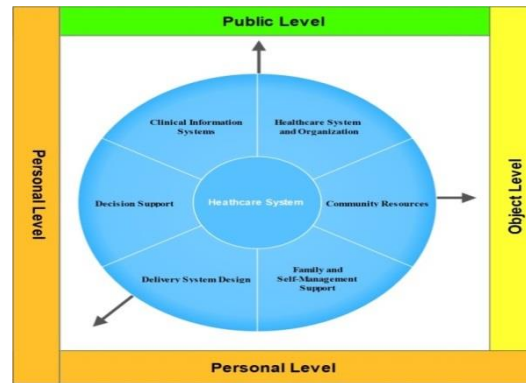 Public Level
Personal Level
Clinical Information
Systems
Healthcare System
and Organization
Decision Support
Heathcare System
Community Resources
Object Level
Delivery System Design
Family and
Self-Management
Support
Personal Level